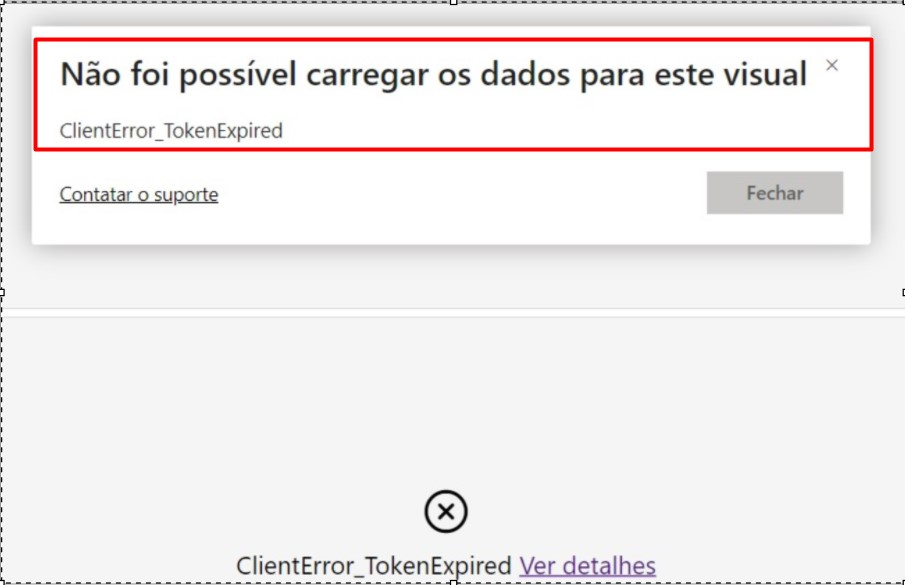 Não foi possível carregar os dados para este visual
ClientError_TokenExpired
Contatar o suporte
Fechar
ClientError_TokenExpired Ver detalhes